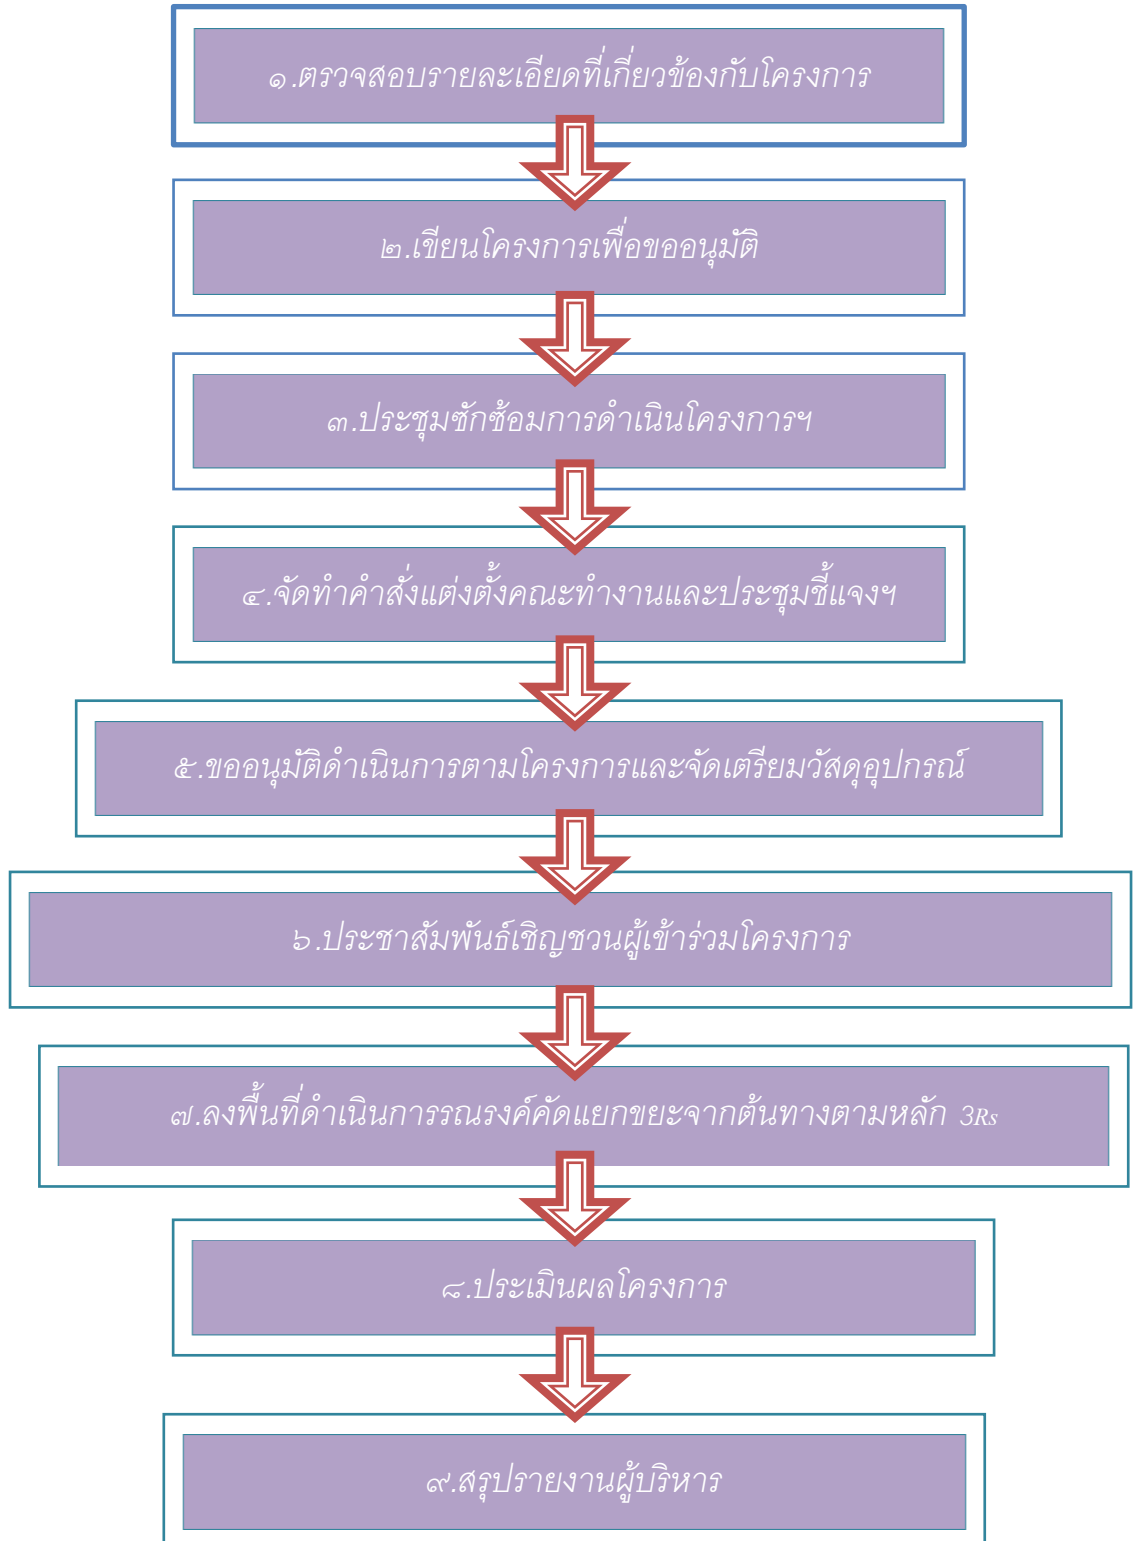 ๑.ตรวจสอบรายละเอียดที่เกี่ยวข้องกับโครงการ
๒.เขียนโครงการเพื่อขออนุมัติ
๓.ประชุมซักซ้อมการดำเนินโครงการฯ
๔.จัดทำคำสั่งแต่งตั้งคณะทำงานและประชุมชี้แจงฯ
๕.ขออนุมัติดำเนินการตามโครงการและจัดเตรียมวัสดุอุปกรณ์
๖.ประชาสัมพันธ์เชิญชวนผู้เข้าร่วมโครงการ
๗.ลงพื้นที่ดำเนินการรณรงค์คัดแยกขยะจากต้นทางตามหลัก 3Rs
๘.ประเมินผลโครงการ
๙.สรุปรายงานผู้บริหาร